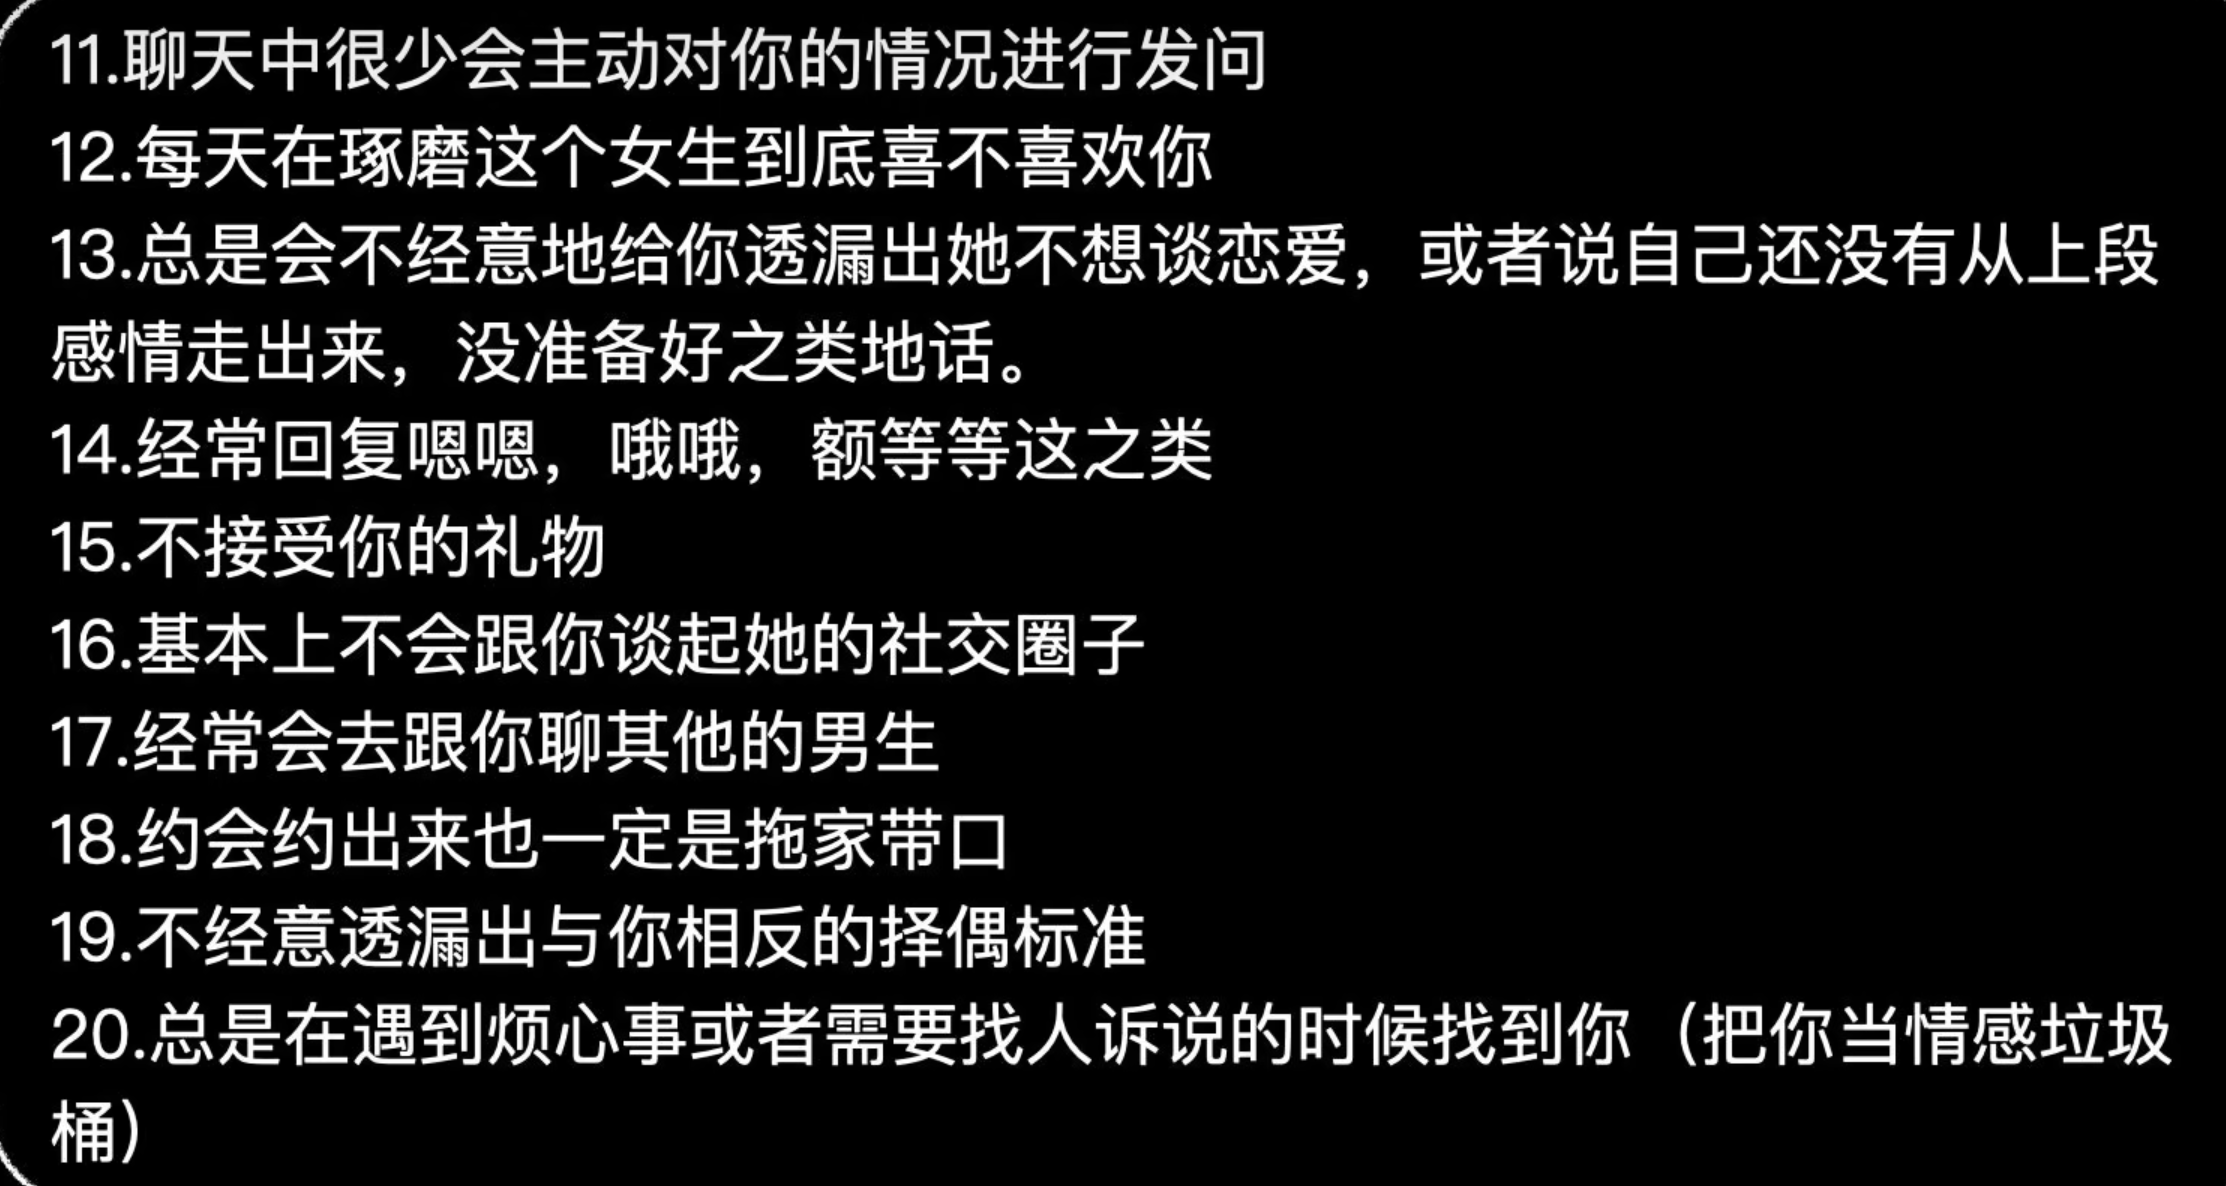 11.聊天中很少会主动对你的情况进行发问
12.每天在琢磨这个女生到底喜不喜欢你
13.总是会不经意地给你透漏出她不想谈恋爱，或者说自己还没有从上段
感情走出来，没准备好之类地话。
14.经常回复嗯嗯，哦哦，额等等这之类
15.不接受你的礼物
16.基本上不会跟你谈起她的社交圈子
17.经常会去跟你聊其他的男生
18.约会约出来也一定是拖家带口
19.不经意透漏出与你相反的择偶标准
20.总是在遇到烦心事或者需要找人诉说的时候找到你（把你当情感垃圾
桶）